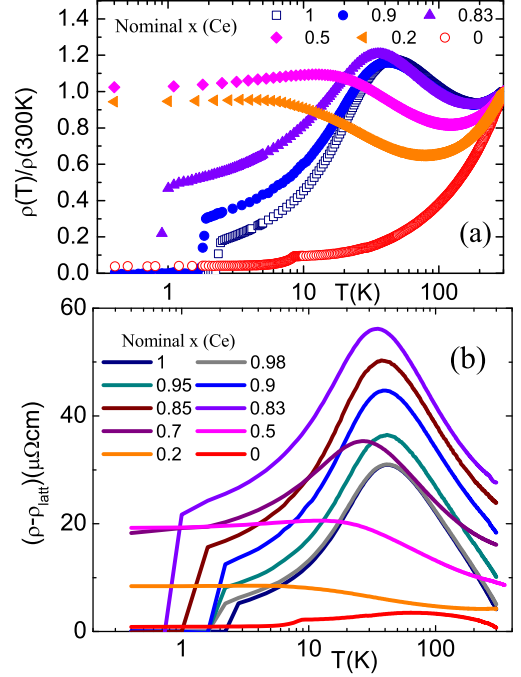 Nominal x (Ce)
1 0.9 0.83
0.5 0.2 0
1.4
1.2
1.0
0.8
0.6
0.4
0.2
0.0
ρ(T)/ρ(300K)
(a)
1 10 T(K) 100
60
40
20
0
(ρ-ρlatt)(μΩcm)
(b)
Nominal x (Ce)
1 0.98
0.95 0.9
0.85 0.83
0.7 0.5
0.2 0
1 10 100
T(K)